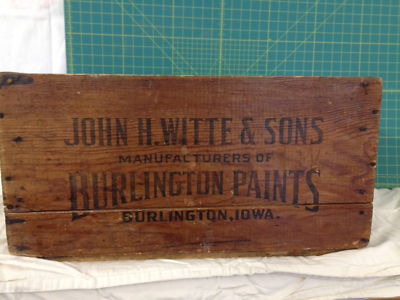 JOHN H. WITTE & SONS
MANUFACTURERS OF
BURLINGTON PAINTS
BURLINGTON, IOWA.